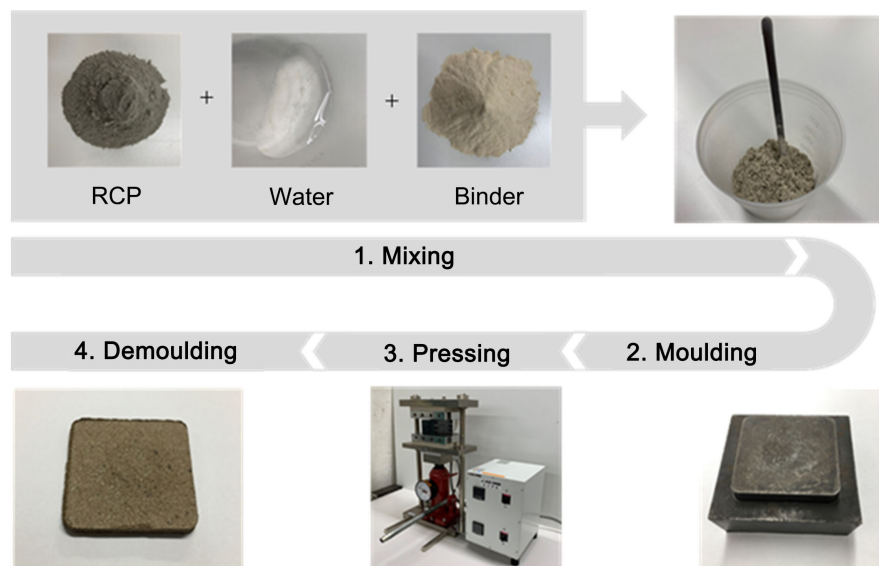 +
+
RCP
Water
Binder
1. Mixing
4. Demoulding
3. Pressing
2. Moulding